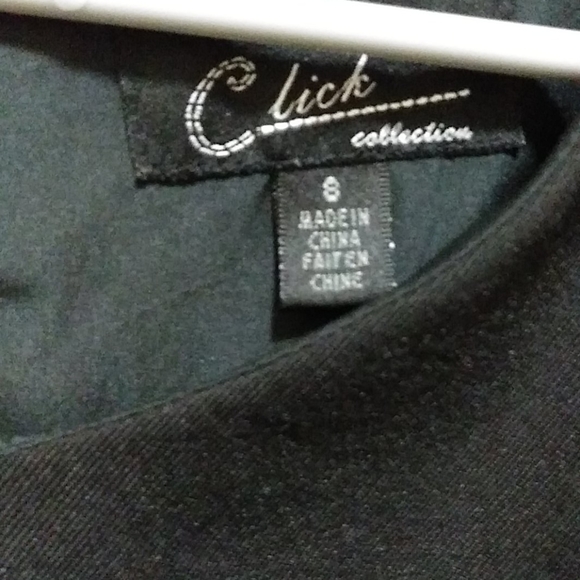 Click
collection
8
MADE IN
CHINA
FAIT EN
CHINE